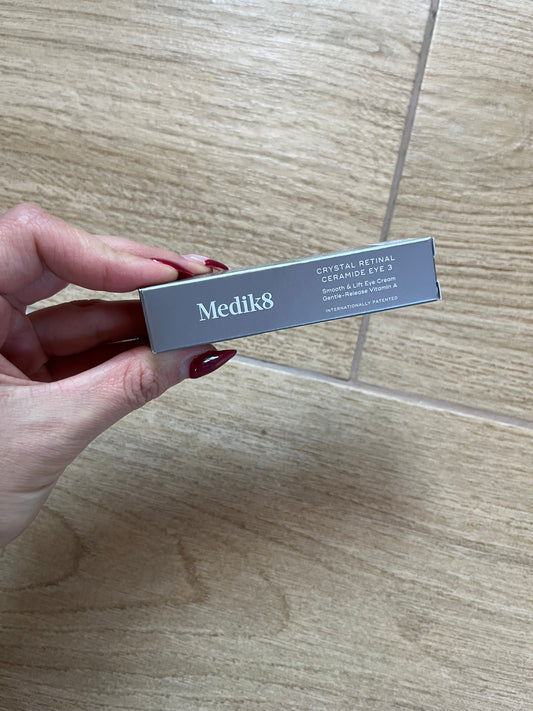 Medik8
CRYSTAL RETINAL
CERAMIDE EYE 3
Smooth & Lift Eye Cream
Gentle-Release Vitamin A
INTERNATIONALLY PATENTED